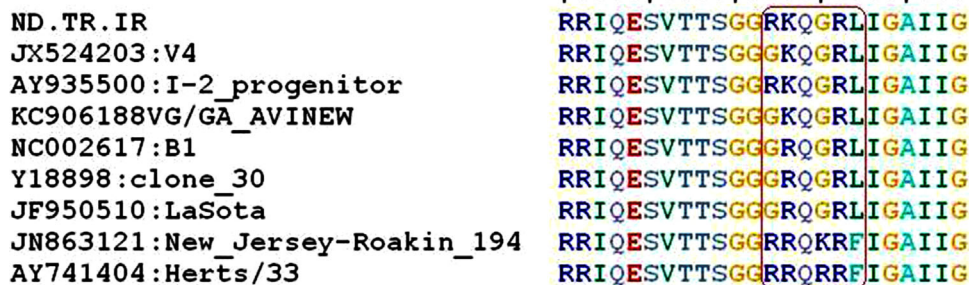 ND.TR.IR RRIQESVTTSGGRKQGRLIGAIIG
JX524203:V4 RRIQESVTTSGGGKQGRLIGAIIG
AY935500:I-2_progenitor RRIQESVTTSGGRKQGRLIGAIIG
KC906188VG/GA_AVINEW RRIQESVTTSGGGKQGRLIGAIIG
NC002617:B1 RRIQESVTTSGGGRQGRLIGAIIG
Y18898:clone_30 RRIQESVTTSGGGRQGRLIGAIIG
JF950510:LaSota RRIQESVTTSGGGRQGRLIGAIIG
JN863121:New_Jersey-Roakin_194 RRIQESVTTSGGRRQKRFIGAIIG
AY741404:Herts/33 RRIQESVTTSGGRRQRRFIGAIIG